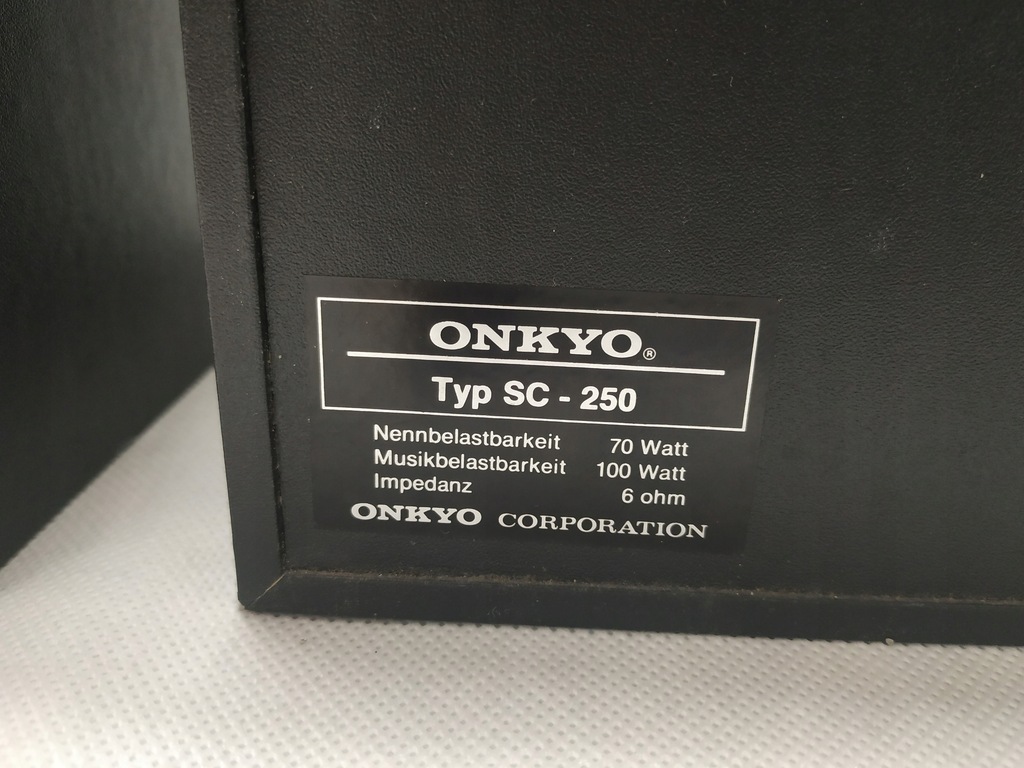 ONKYO®
Typ SC - 250
Nennbelastbarkeit 70 Watt
Musikbelastbarkeit 100 Watt
Impedanz 6 ohm
ONKYO CORPORATION